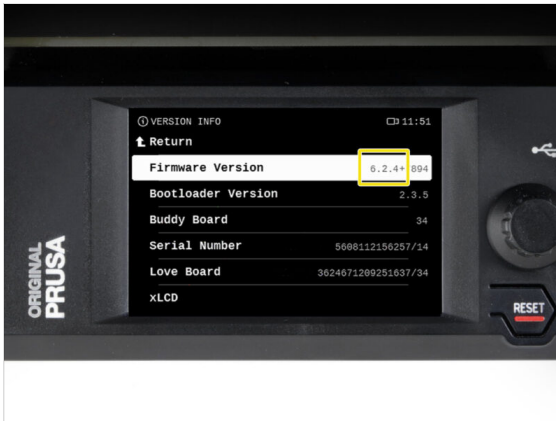 VERSION INFO 11:51
Return
Firmware Version 6.2.4+ 894
Bootloader Version 2.3.5
Buddy Board 34
Serial Number 5608112156257/14
Love Board 3624671209251637/34
xLCD
ORIGINAL
PRUSA
RESET